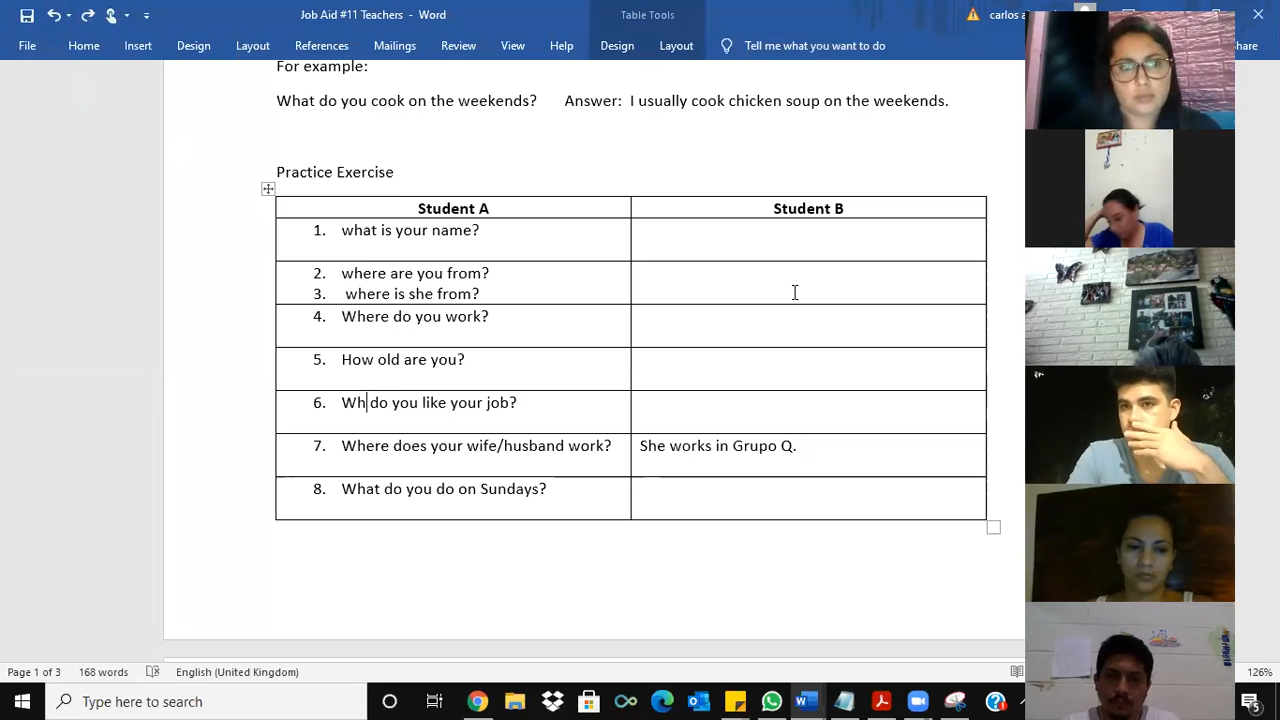 Job Aid #11 Teachers - Word
Table Tools
carlos a
File Home Insert Design Layout References Mailings Review View Help Design Layout Tell me what you want to do Share
For example:
What do you cook on the weekends? Answer: I usually cook chicken soup on the weekends.
Practice Exercise
Student A Student B
1. what is your name?
2. where are you from?
3. where is she from?
4. Where do you work?
5. How old are you?
6. Wh do you like your job?
7. Where does your wife/husband work? She works in Grupo Q.
8. What do you do on Sundays?
Page 1 of 3 168 words English (United Kingdom) 126%
Type here to search
5